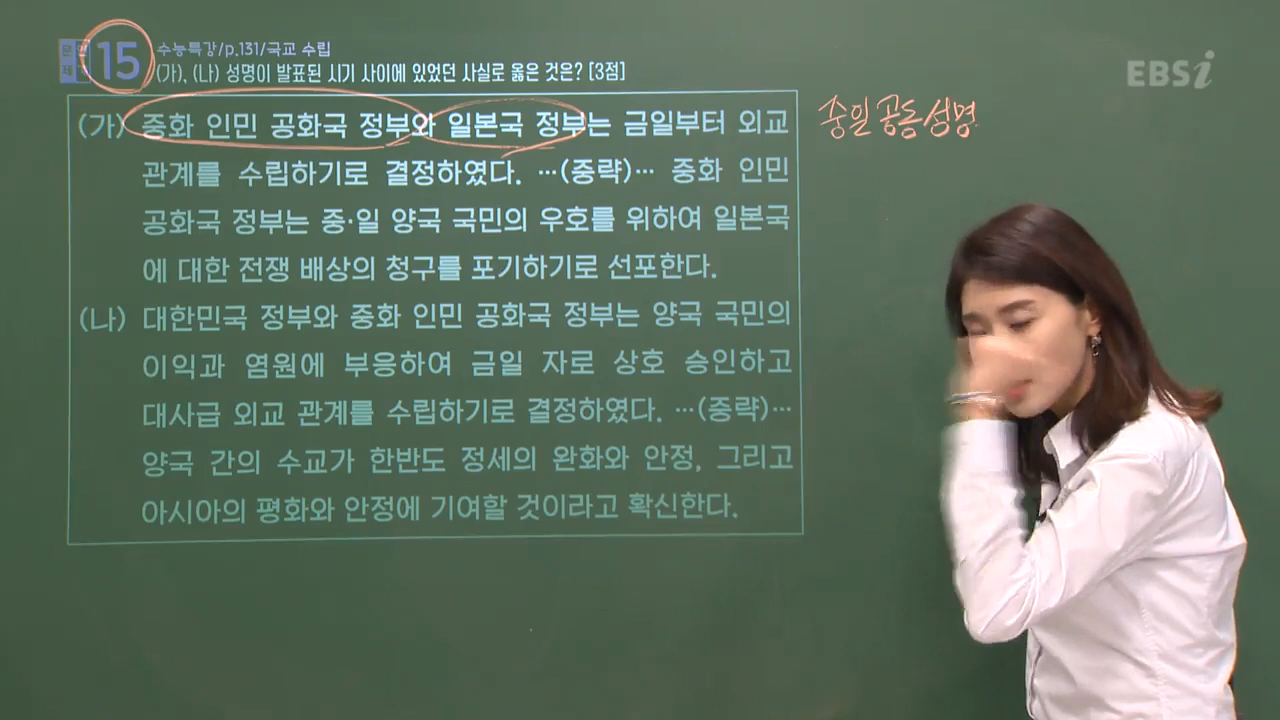 문제
15
수능특강/p.131/국교 수립
(가), (나) 성명이 발표된 시기 사이에 있었던 사실로 옳은 것은? [3점]
EBSi
(가) 중화 인민 공화국 정부와 일본국 정부는 금일부터 외교
관계를 수립하기로 결정하였다. …(중략)… 중화 인민
공화국 정부는 중·일 양국 국민의 우호를 위하여 일본국
에 대한 전쟁 배상의 청구를 포기하기로 선포한다.
(나) 대한민국 정부와 중화 인민 공화국 정부는 양국 국민의
이익과 염원에 부응하여 금일 자로 상호 승인하고
대사급 외교 관계를 수립하기로 결정하였다. …(중략)…
양국 간의 수교가 한반도 정세의 완화와 안정, 그리고
아시아의 평화와 안정에 기여할 것이라고 확신한다.
중일 공동 성명